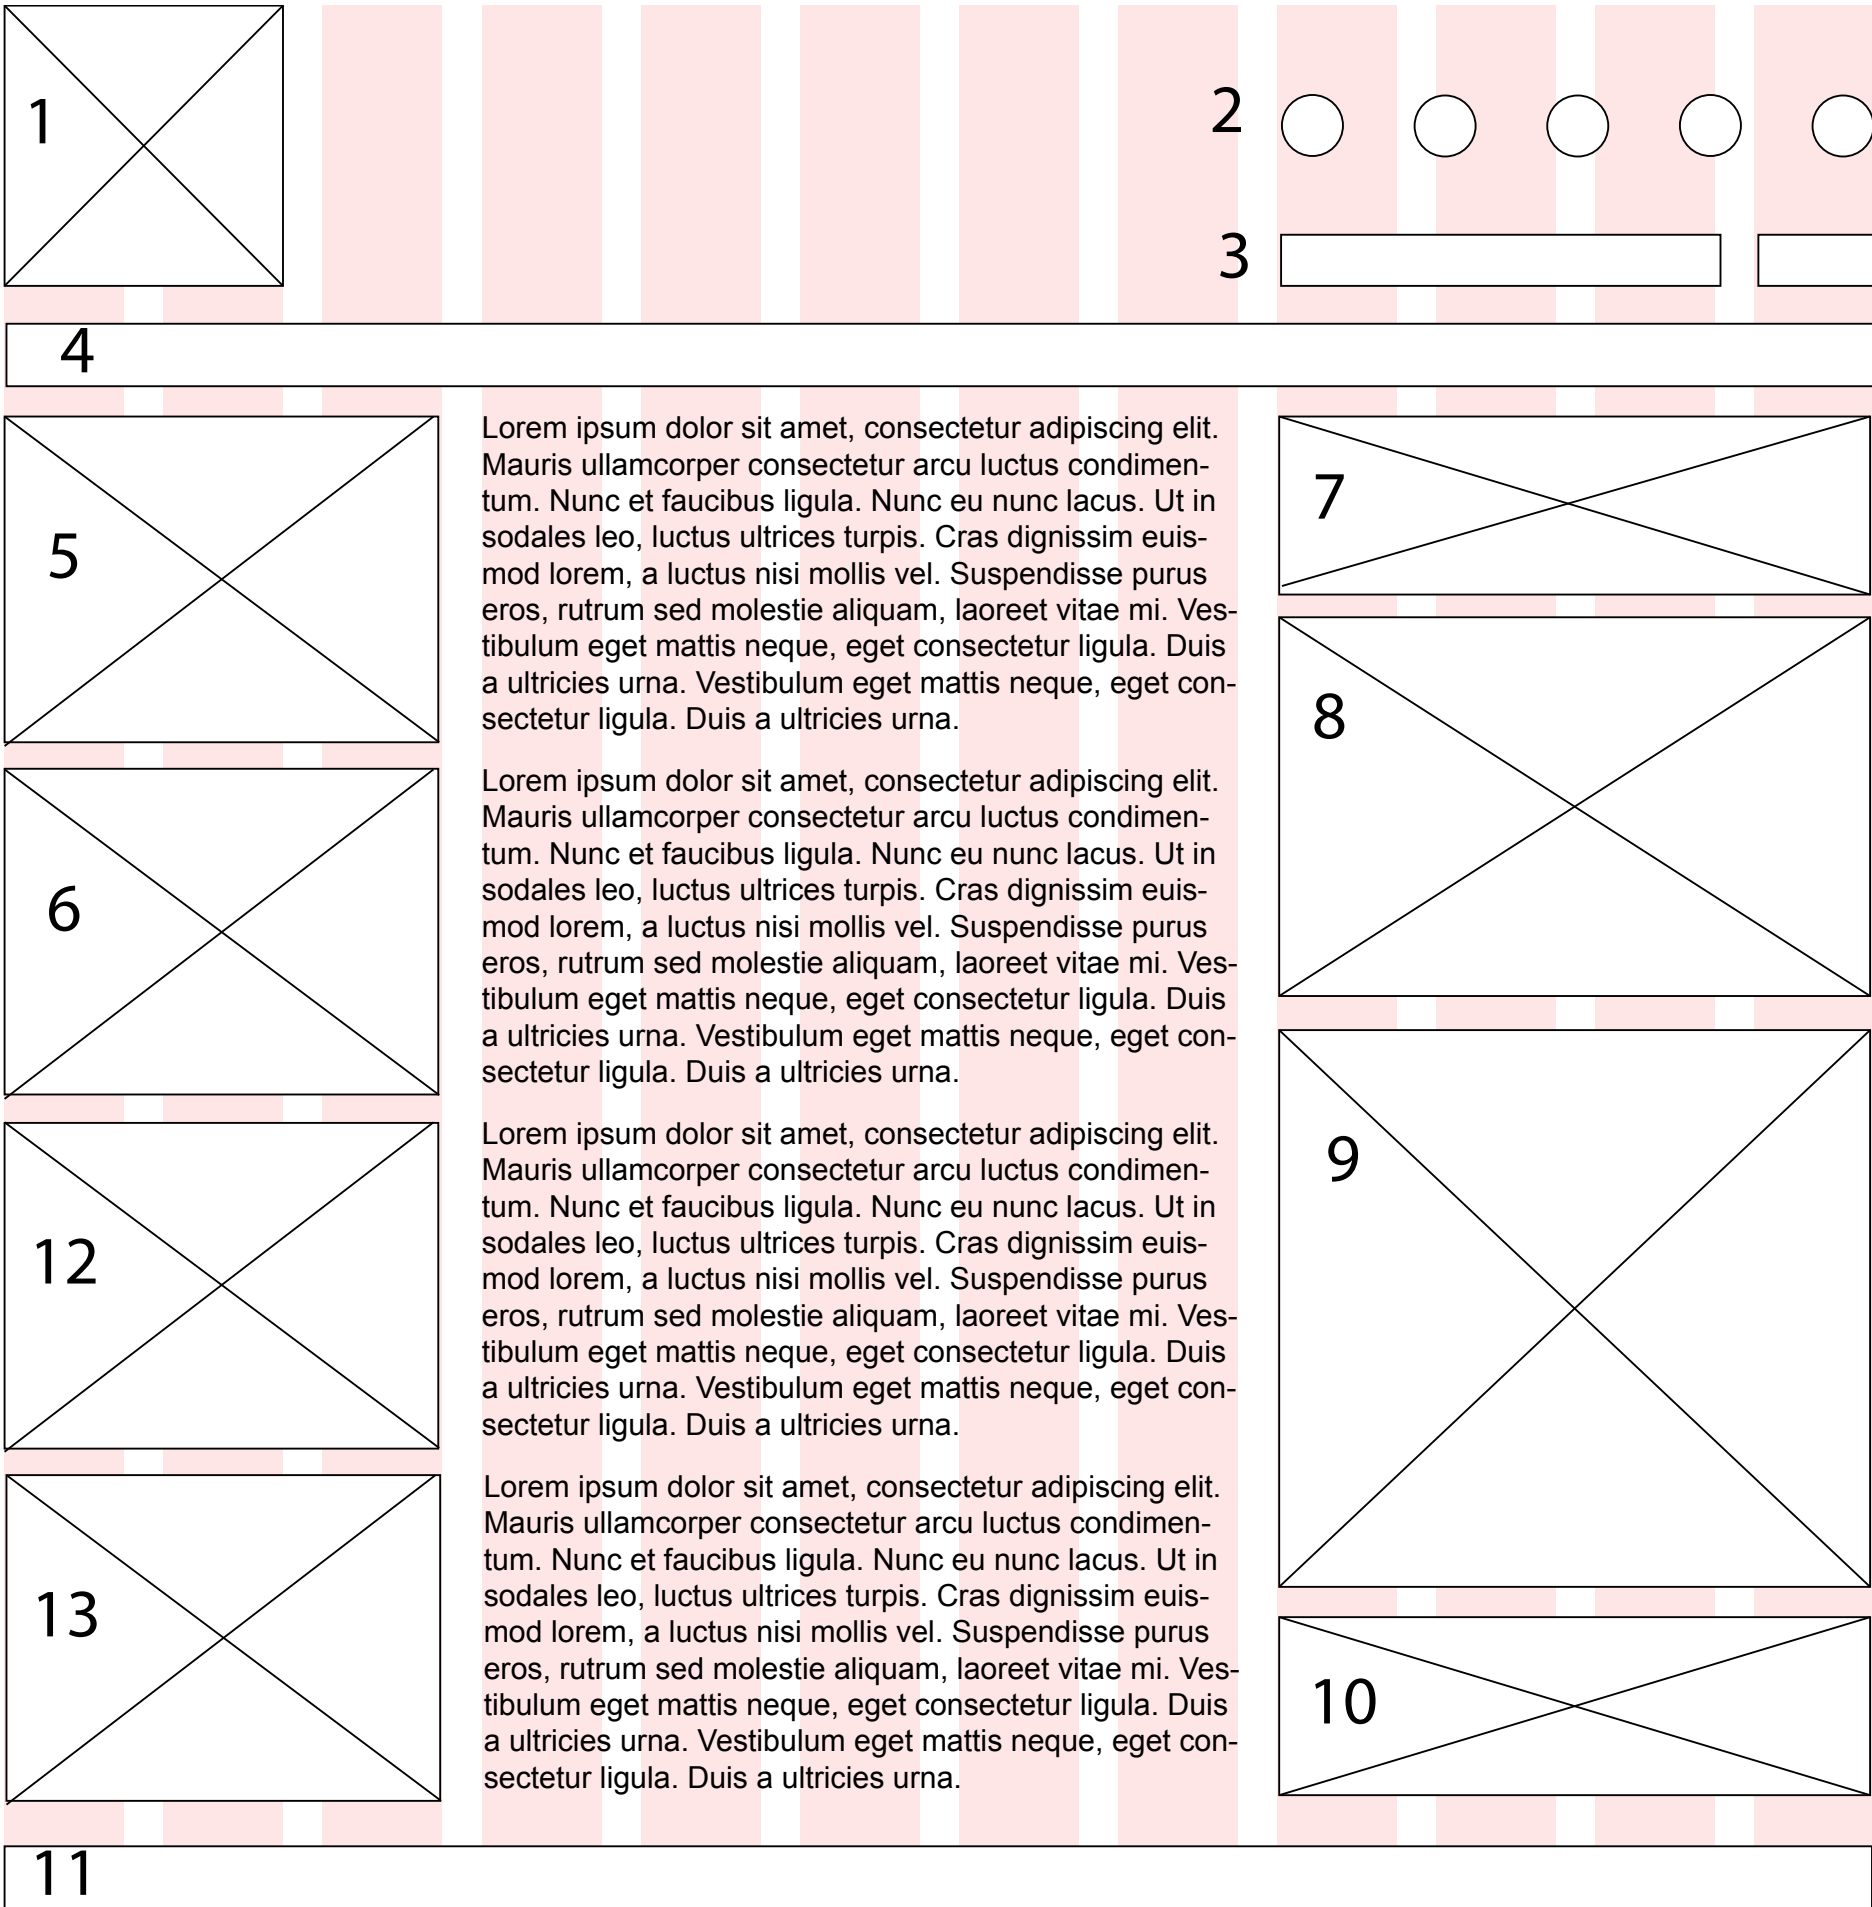 1
2
3
4
5
Lorem ipsum dolor sit amet, consectetur adipiscing elit.
Mauris ullamcorper consectetur arcu luctus condimen-
tum. Nunc et faucibus ligula. Nunc eu nunc lacus. Ut in
sodales leo, luctus ultrices turpis. Cras dignissim euis-
mod lorem, a luctus nisi mollis vel. Suspendisse purus
eros, rutrum sed molestie aliquam, laoreet vitae mi. Ves-
tibulum eget mattis neque, eget consectetur ligula. Duis
a ultricies urna. Vestibulum eget mattis neque, eget con-
sectetur ligula. Duis a ultricies urna.
6
Lorem ipsum dolor sit amet, consectetur adipiscing elit.
Mauris ullamcorper consectetur arcu luctus condimen-
tum. Nunc et faucibus ligula. Nunc eu nunc lacus. Ut in
sodales leo, luctus ultrices turpis. Cras dignissim euis-
mod lorem, a luctus nisi mollis vel. Suspendisse purus
eros, rutrum sed molestie aliquam, laoreet vitae mi. Ves-
tibulum eget mattis neque, eget consectetur ligula. Duis
a ultricies urna. Vestibulum eget mattis neque, eget con-
sectetur ligula. Duis a ultricies urna.
12
Lorem ipsum dolor sit amet, consectetur adipiscing elit.
Mauris ullamcorper consectetur arcu luctus condimen-
tum. Nunc et faucibus ligula. Nunc eu nunc lacus. Ut in
sodales leo, luctus ultrices turpis. Cras dignissim euis-
mod lorem, a luctus nisi mollis vel. Suspendisse purus
eros, rutrum sed molestie aliquam, laoreet vitae mi. Ves-
tibulum eget mattis neque, eget consectetur ligula. Duis
a ultricies urna. Vestibulum eget mattis neque, eget con-
sectetur ligula. Duis a ultricies urna.
13
Lorem ipsum dolor sit amet, consectetur adipiscing elit.
Mauris ullamcorper consectetur arcu luctus condimen-
tum. Nunc et faucibus ligula. Nunc eu nunc lacus. Ut in
sodales leo, luctus ultrices turpis. Cras dignissim euis-
mod lorem, a luctus nisi mollis vel. Suspendisse purus
eros, rutrum sed molestie aliquam, laoreet vitae mi. Ves-
tibulum eget mattis neque, eget consectetur ligula. Duis
a ultricies urna. Vestibulum eget mattis neque, eget con-
sectetur ligula. Duis a ultricies urna.
7
8
9
10
11